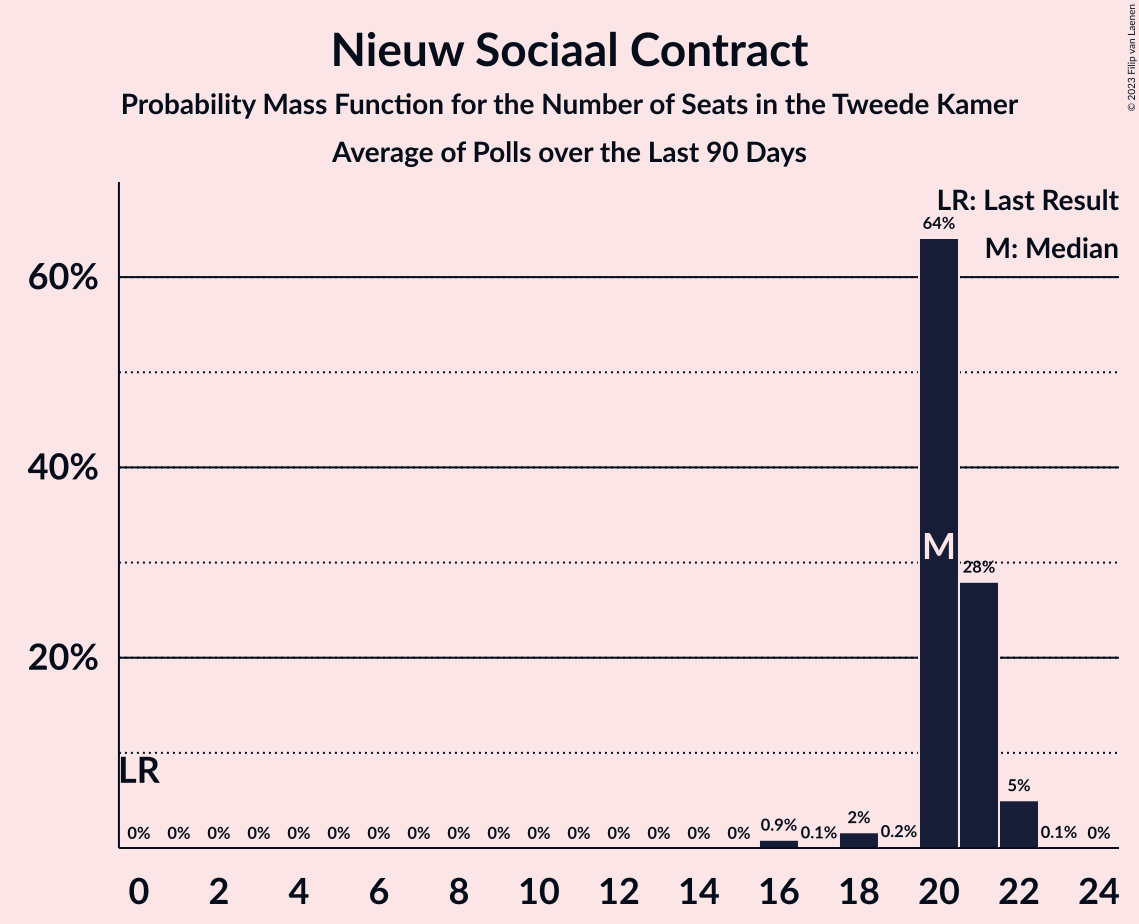 Nieuw Sociaal Contract
Probability Mass Function for the Number of Seats in the Tweede Kamer
Average of Polls over the Last 90 Days
© 2023 Filip van Laenen
LR: Last Result
M: Median
60%
40%
20%
64%
M
28%
LR
0% 0% 0% 0% 0% 0% 0% 0% 0% 0% 0% 0% 0% 0% 0% 0% 0.9% 0.1% 2% 0.2% 5% 0.1% 0%
0 2 4 6 8 10 12 14 16 18 20 22 24